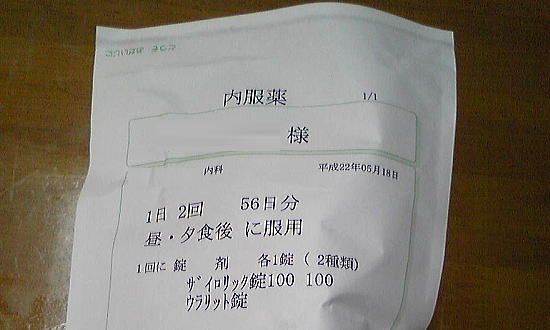 内服薬 1/1
様
内科 平成22年05月18日
1日 2回 56日分
昼・夕食後 に服用
1回に 錠 剤 各1錠 ( 2種類)
ｻﾞｲﾛﾘｯｸ錠100 100
ｳﾗﾘｯﾄ錠